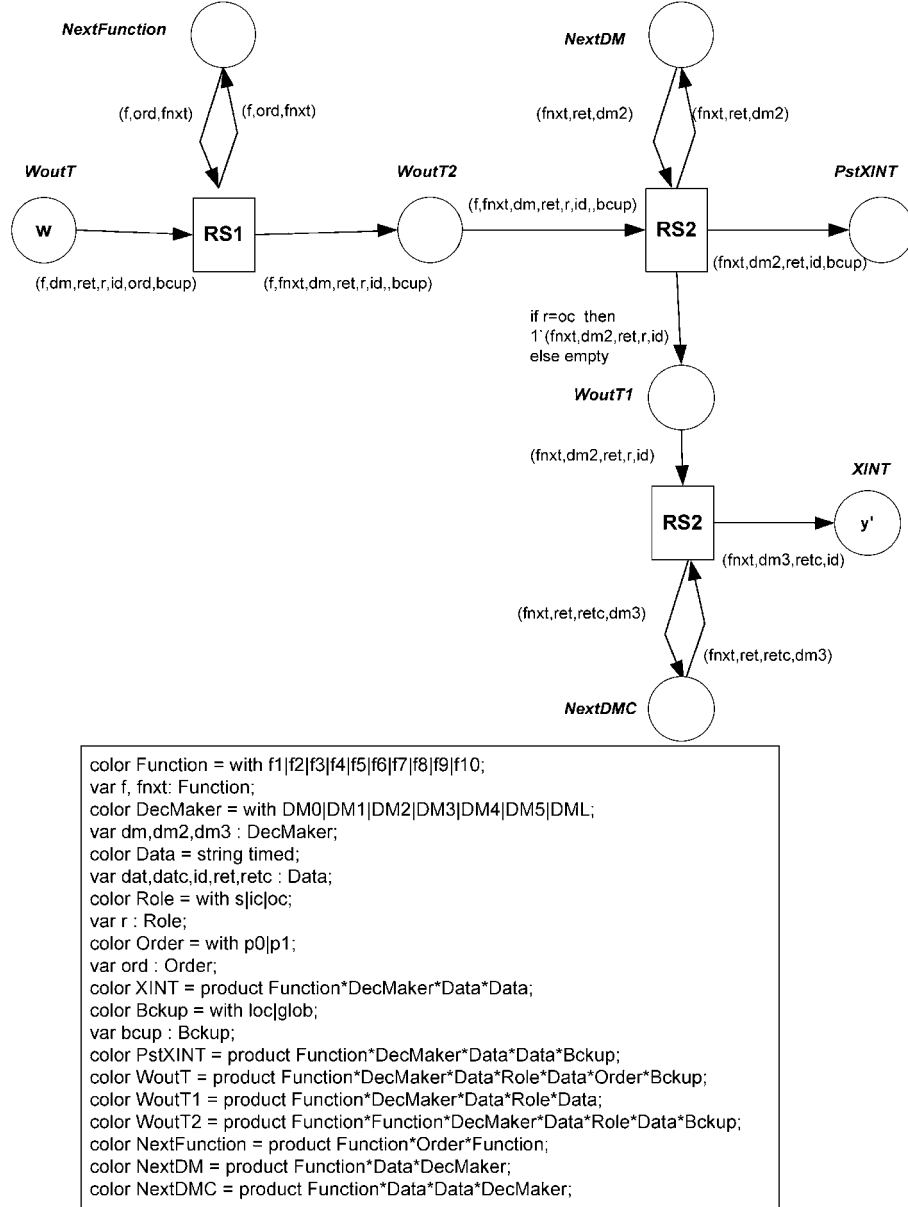 NextFunction
NextDM
(f,ord,fnxt)
(f,ord,fnxt)
(fnxt,ret,dm2)
(fnxt,ret,dm2)
WoutT
WoutT2
PstXINT
(f,fnxt,dm,ret,r,id,,bcup)
w
RS1
RS2
(f,dm,ret,r,id,ord,bcup)
(f,fnxt,dm,ret,r,id,,bcup)
(fnxt,dm2,ret,id,bcup)
if r=oc then
1`(fnxt,dm2,ret,r,id)
else empty
WoutT1
(fnxt,dm2,ret,r,id)
XINT
RS2
y'
(fnxt,dm3,retc,id)
(fnxt,ret,retc,dm3)
(fnxt,ret,retc,dm3)
NextDMC
color Function = with f1|f2|f3|f4|f5|f6|f7|f8|f9|f10;
var f, fnxt: Function;
color DecMaker = with DM0|DM1|DM2|DM3|DM4|DM5|DML;
var dm,dm2,dm3 : DecMaker;
color Data = string timed;
var dat,datc,id,ret,retc : Data;
color Role = with s|ic|oc;
var r : Role;
color Order = with p0|p1;
var ord : Order;
color XINT = product Function*DecMaker*Data*Data;
color Bckup = with loc|glob;
var bcup : Bckup;
color PstXINT = product Function*DecMaker*Data*Data*Bckup;
color WoutT = product Function*DecMaker*Data*Role*Data*Order*Bckup;
color WoutT1 = product Function*DecMaker*Data*Role*Data;
color WoutT2 = product Function*Function*DecMaker*Data*Role*Data*Bckup;
color NextFunction = product Function*Order*Function;
color NextDM = product Function*Data*DecMaker;
color NextDMC = product Function*Data*Data*DecMaker;